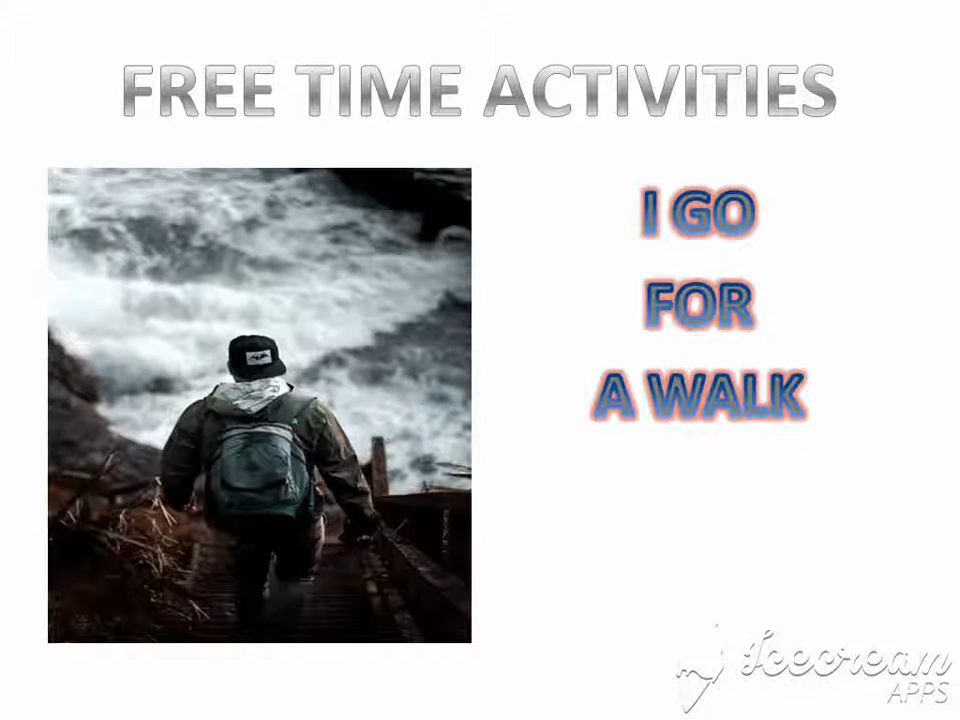 FREE TIME ACTIVITIES
I GO
FOR
A WALK
Icecream
APPS